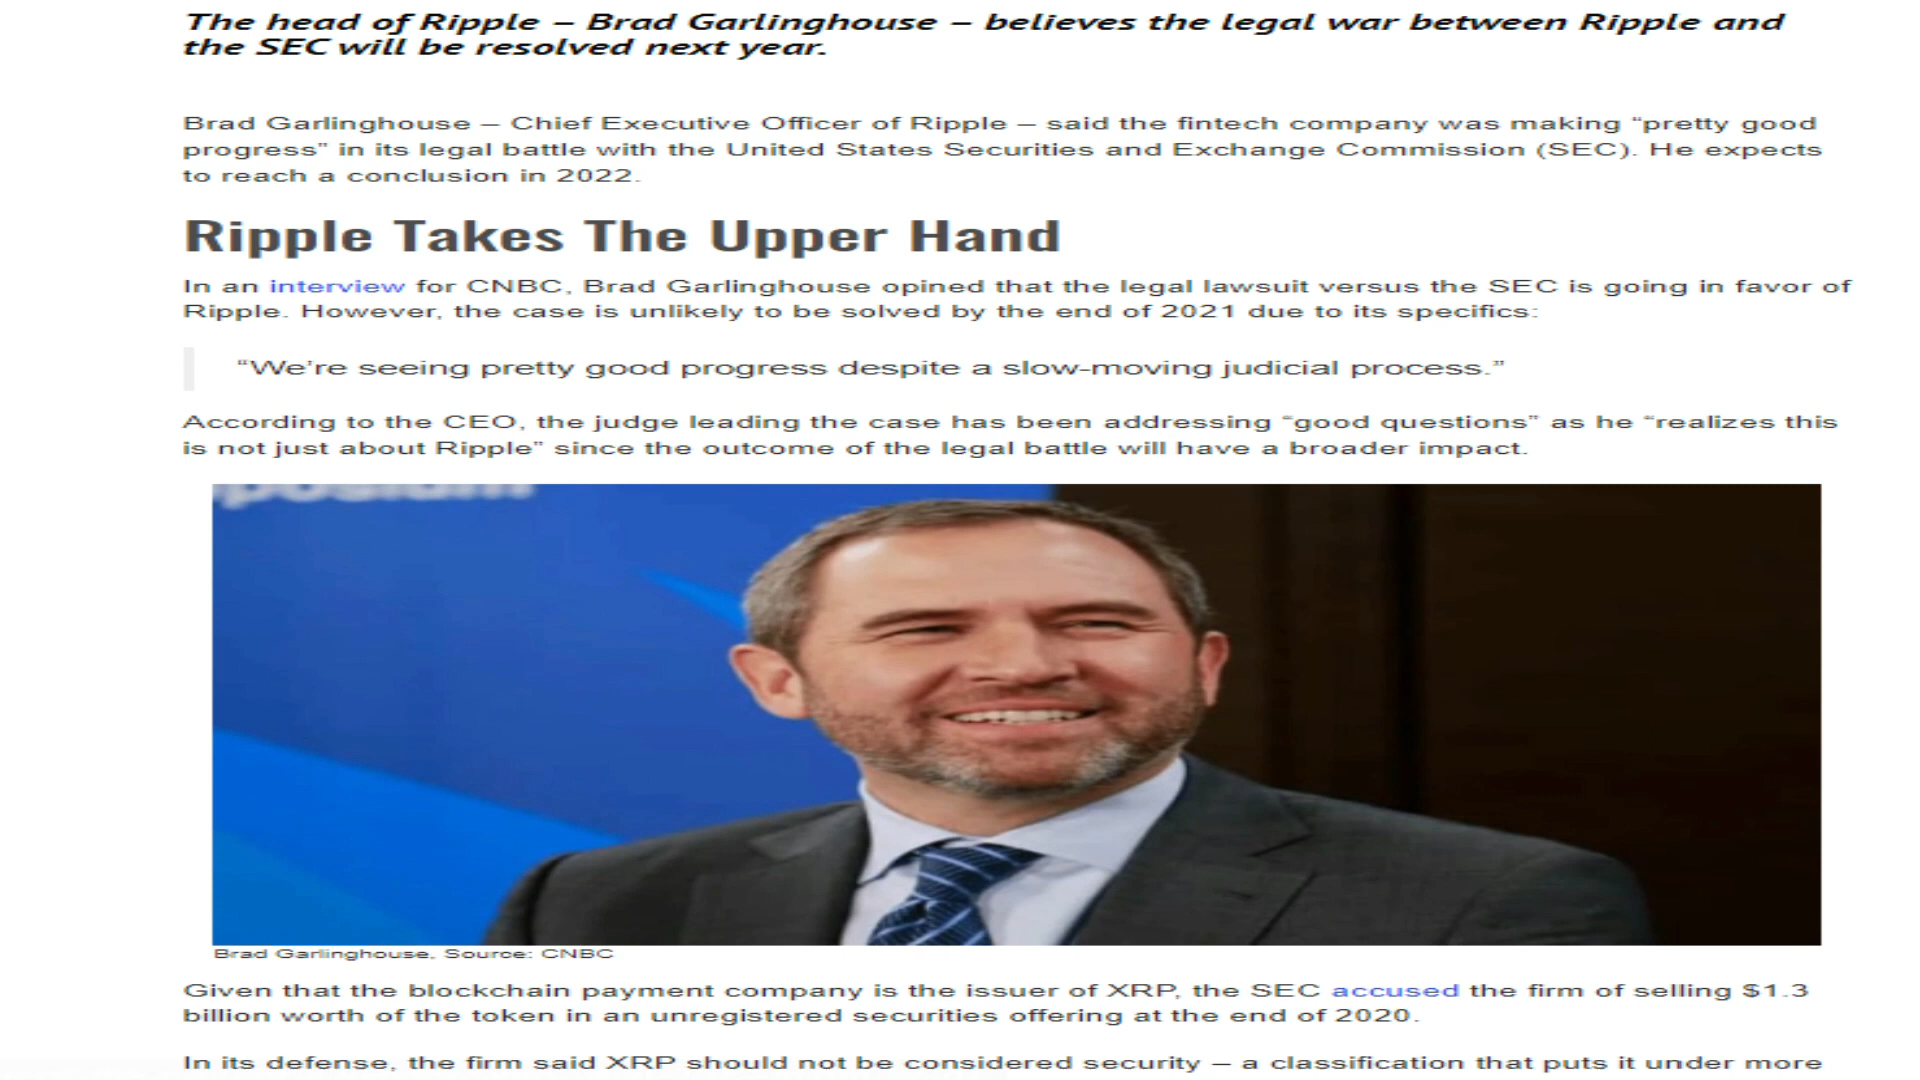 The head of Ripple – Brad Garlinghouse – believes the legal war between Ripple and
the SEC will be resolved next year.
Brad Garlinghouse – Chief Executive Officer of Ripple – said the fintech company was making “pretty good
progress” in its legal battle with the United States Securities and Exchange Commission (SEC). He expects
to reach a conclusion in 2022.
Ripple Takes The Upper Hand
In an interview for CNBC, Brad Garlinghouse opined that the legal lawsuit versus the SEC is going in favor of
Ripple. However, the case is unlikely to be solved by the end of 2021 due to its specifics:
“We’re seeing pretty good progress despite a slow-moving judicial process.”
According to the CEO, the judge leading the case has been addressing “good questions” as he “realizes this
is not just about Ripple” since the outcome of the legal battle will have a broader impact.
Brad Garlinghouse, Source: CNBC
Given that the blockchain payment company is the issuer of XRP, the SEC accused the firm of selling $1.3
billion worth of the token in an unregistered securities offering at the end of 2020.
In its defense, the firm said XRP should not be considered security – a classification that puts it under more